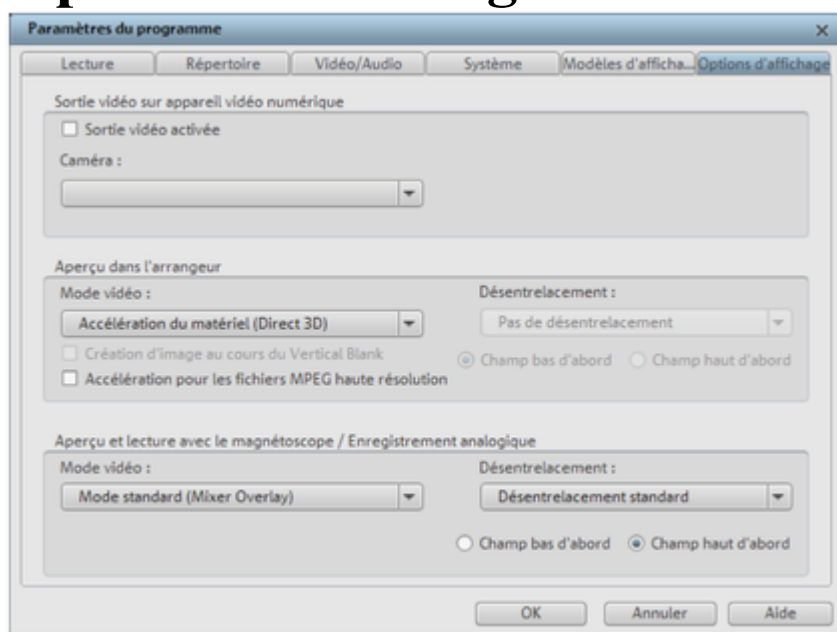 Paramètres du programme
Lecture Répertoire Vidéo/Audio Système Modèles d'afficha... Options d'affichage
Sortie vidéo sur appareil vidéo numérique
Sortie vidéo activée
Caméra :
Aperçu dans l'arrangeur
Mode vidéo : Désentrelacement :
Accélération du matériel (Direct 3D) Pas de désentrelacement
Création d'image au cours du Vertical Blank Champ bas d'abord Champ haut d'abord
Accélération pour les fichiers MPEG haute résolution
Aperçu et lecture avec le magnétoscope / Enregistrement analogique
Mode vidéo : Désentrelacement :
Mode standard (Mixer Overlay) Désentrelacement standard
Champ bas d'abord Champ haut d'abord
OK Annuler Aide